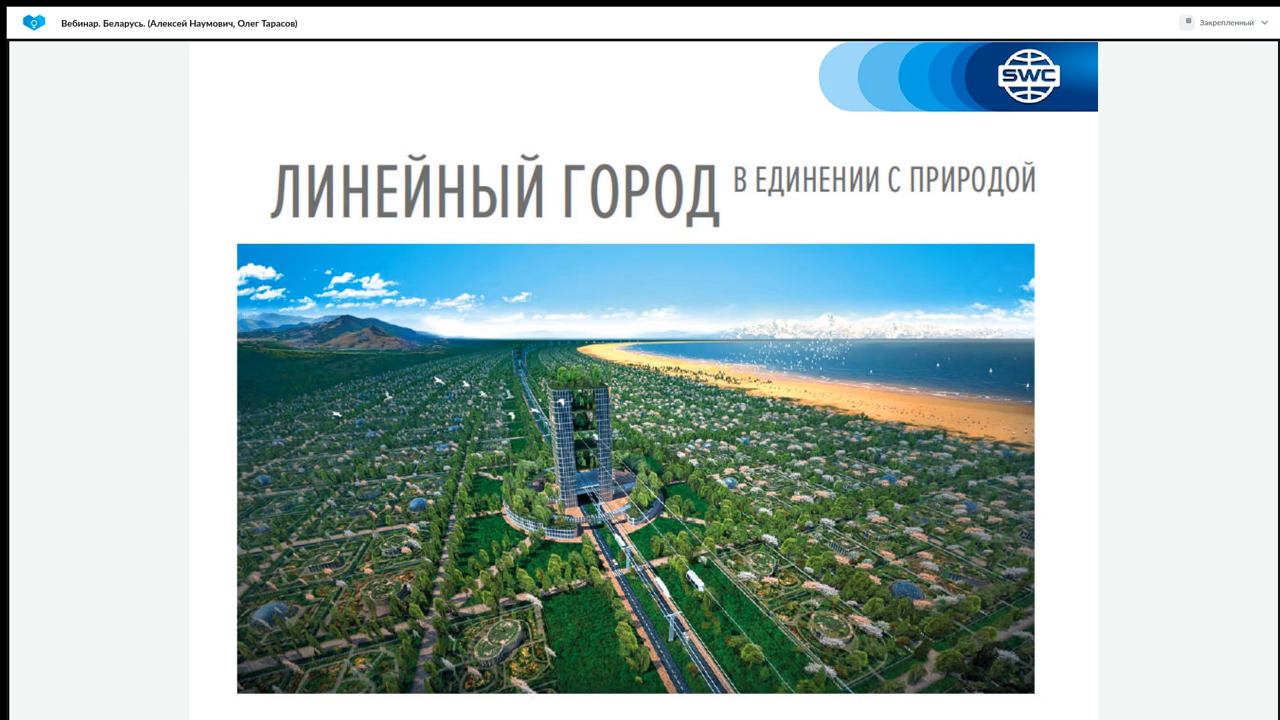 Вебинар. Беларусь. (Алексей Наумович, Олег Тарасов)
Закрепленный
SWC
ЛИНЕЙНЫЙ ГОРОД В ЕДИНЕНИИ С ПРИРОДОЙ